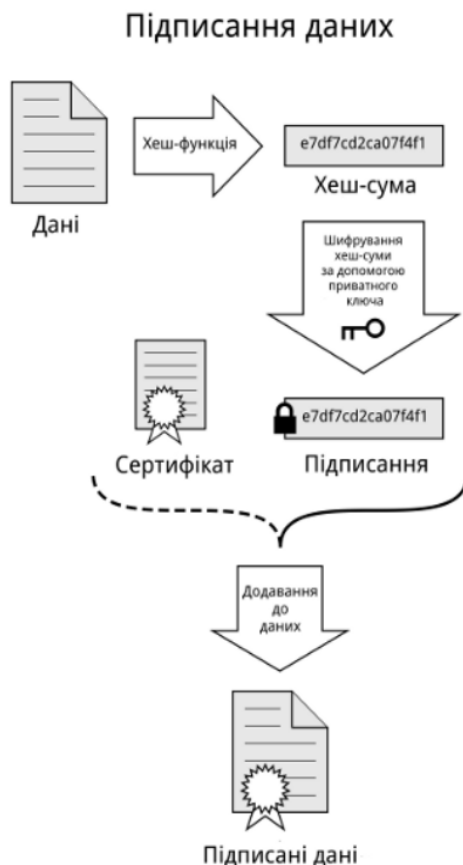 Підписання даних
Хеш-функція
e7df7cd2ca07f4f1
Дані
Хеш-сума
Шифрування
хеш-суми
за допомогою
приватного
ключа
e7df7cd2ca07f4f1
Сертифікат
Підписання
Додавання
до
даних
Підписані дані